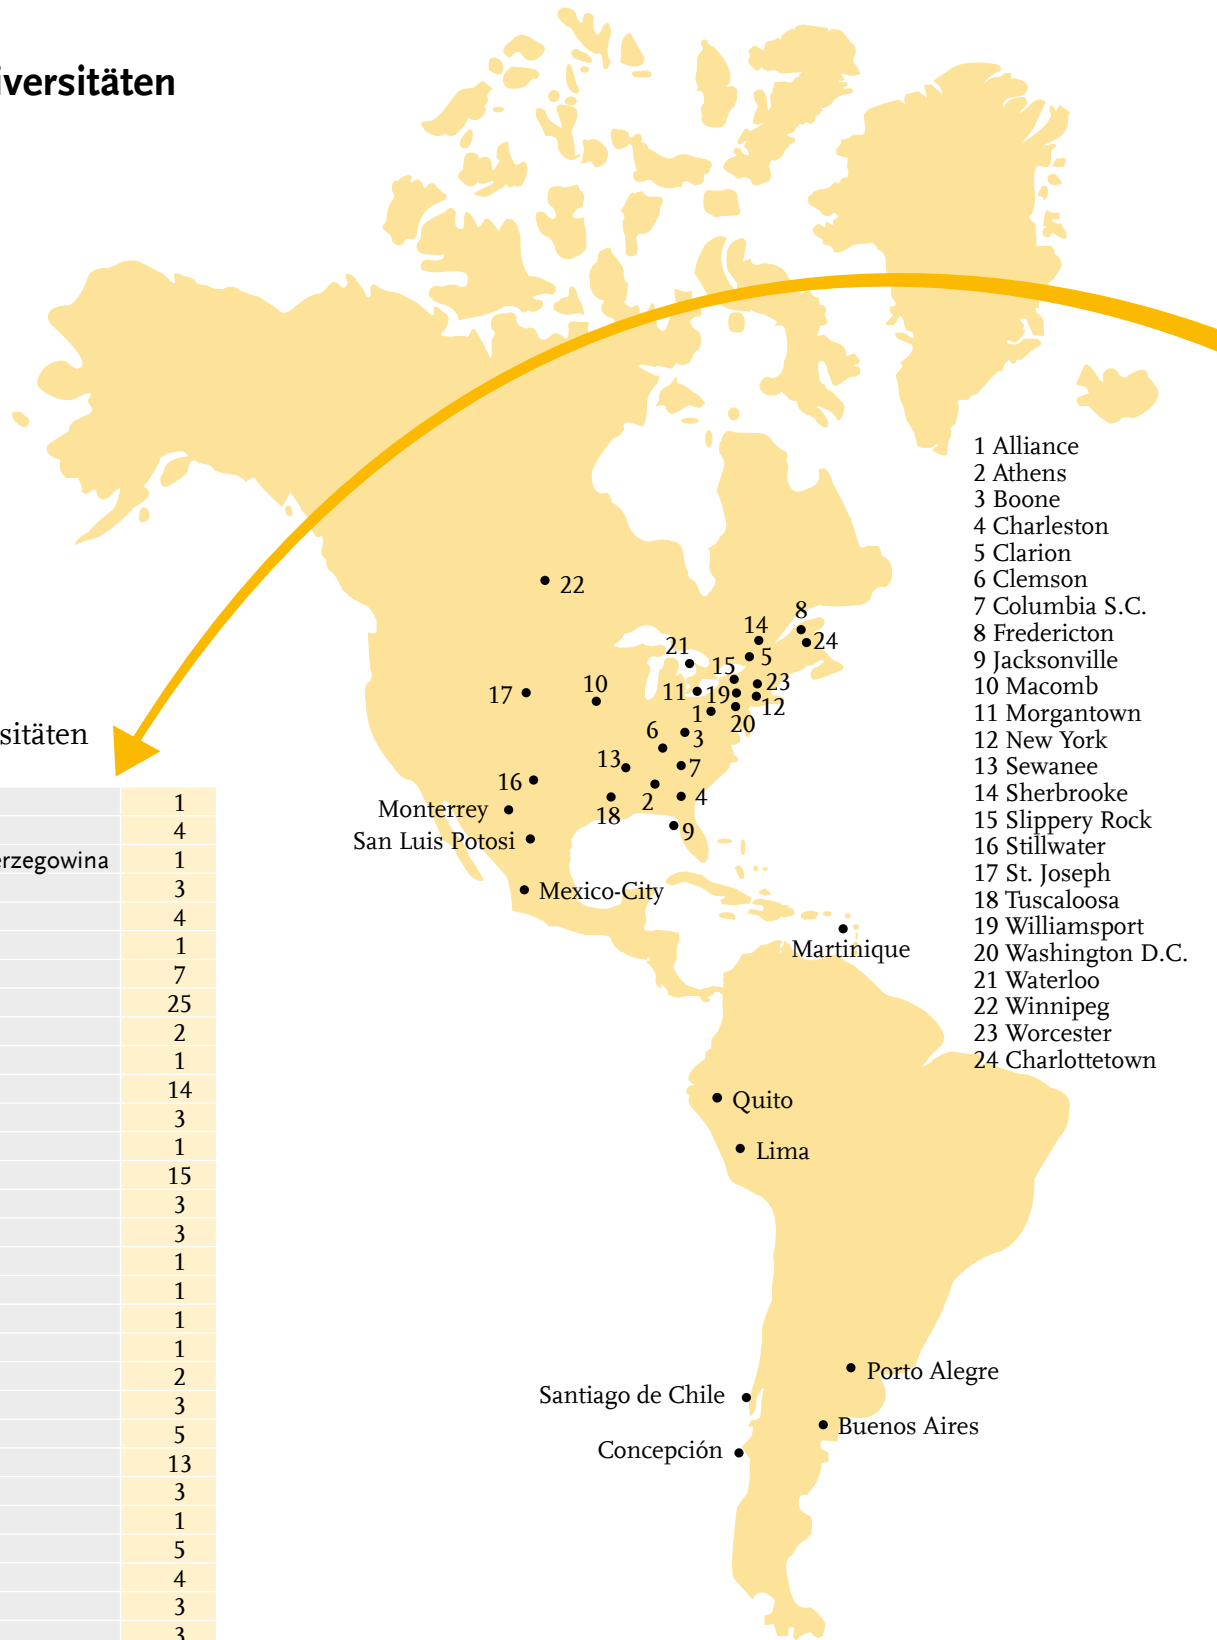 iversitäten
sitäten
1
4
erzegowina 1
3
4
1
7
25
2
1
14
3
1
15
3
3
1
1
1
1
2
3
5
13
3
1
5
4
3
3
22
8
14
24
21
5
15
17
10
11
19
23
12
1
20
6
3
13
7
16
2
4
Monterrey
18
9
San Luis Potosi
Mexico-City
Martinique
Quito
Lima
Porto Alegre
Santiago de Chile
Buenos Aires
Concepción
1 Alliance
2 Athens
3 Boone
4 Charleston
5 Clarion
6 Clemson
7 Columbia S.C.
8 Fredericton
9 Jacksonville
10 Macomb
11 Morgantown
12 New York
13 Sewanee
14 Sherbrooke
15 Slippery Rock
16 Stillwater
17 St. Joseph
18 Tuscaloosa
19 Williamsport
20 Washington D.C.
21 Waterloo
22 Winnipeg
23 Worcester
24 Charlottetown